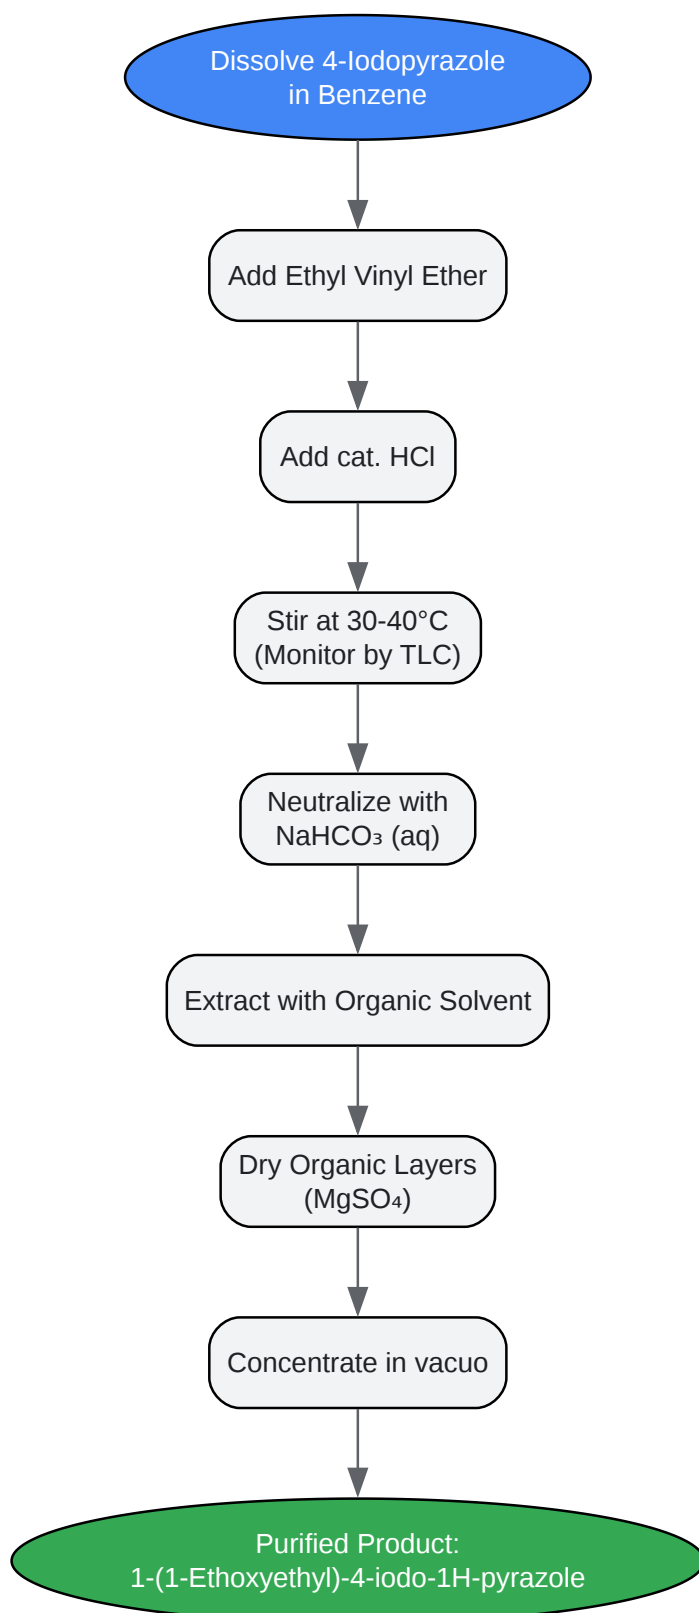 Dissolve 4-Iodopyrazole
in Benzene
Add Ethyl Vinyl Ether
Add cat. HCl
Stir at 30-40°C
(Monitor by TLC)
Neutralize with
NaHCO₃ (aq)
Extract with Organic Solvent
Dry Organic Layers
(MgSO₄)
Concentrate in vacuo
Purified Product:
1-(1-Ethoxyethyl)-4-iodo-1H-pyrazole